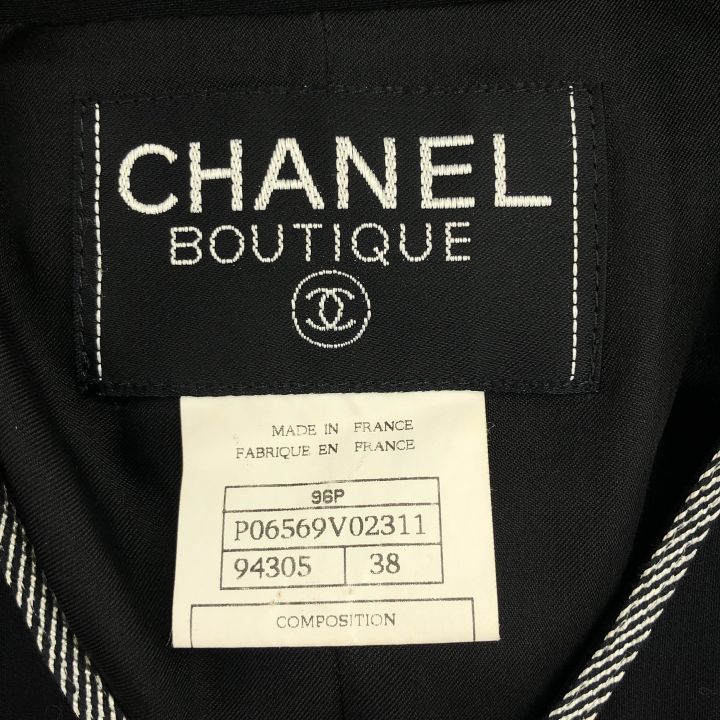 CHANEL
BOUTIQUE
MADE IN FRANCE
FABRIQUE EN FRANCE
96P
P06569V02311
94305 38
COMPOSITION